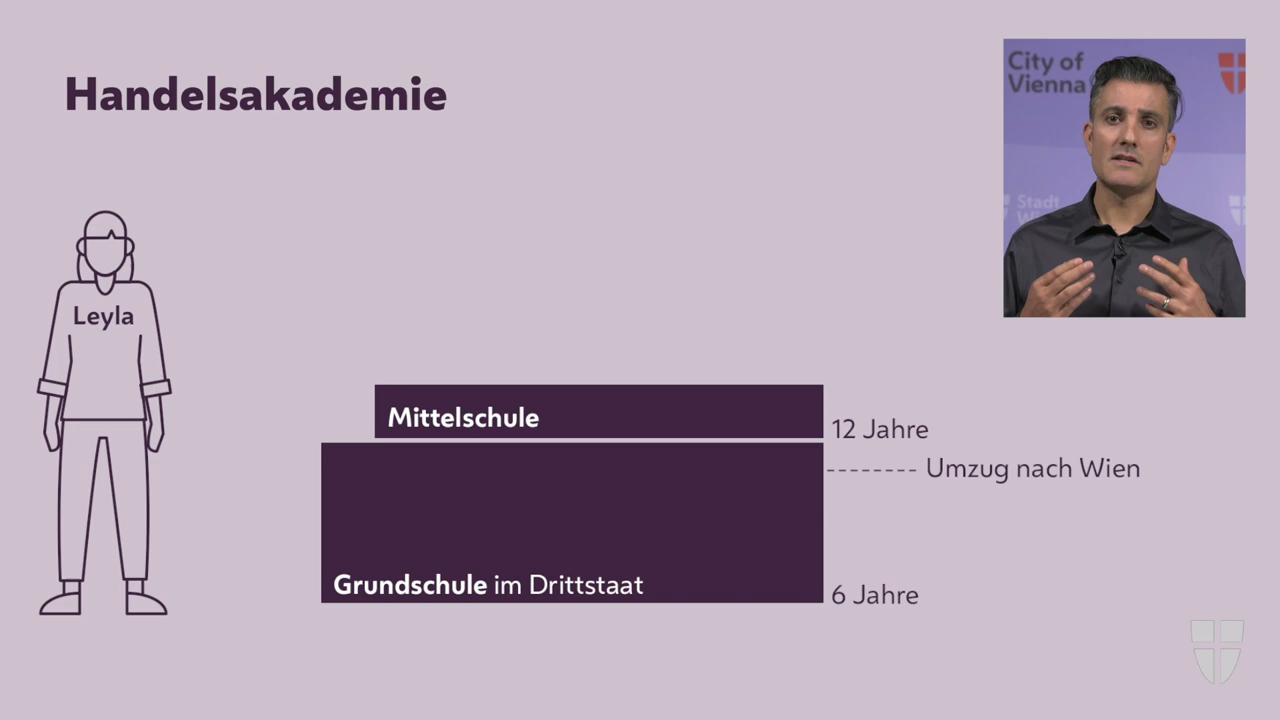 Handelsakademie
City of
Vienna
Stadt
Leyla
Mittelschule
12 Jahre
Umzug nach Wien
Grundschule im Drittstaat
6 Jahre